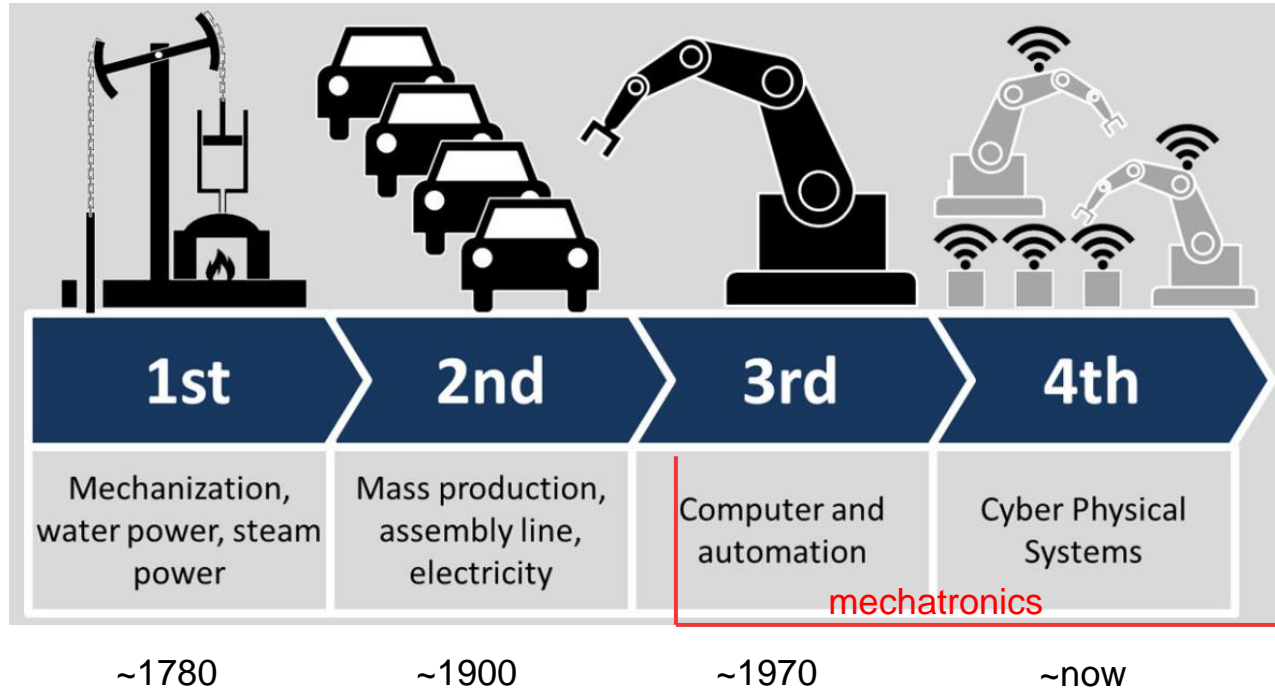 1st
2nd
3rd
4th
Mechanization,
water power, steam
power
Mass production,
assembly line,
electricity
Computer and
automation
Cyber Physical
Systems
mechatronics
~1780
~1900
~1970
~now